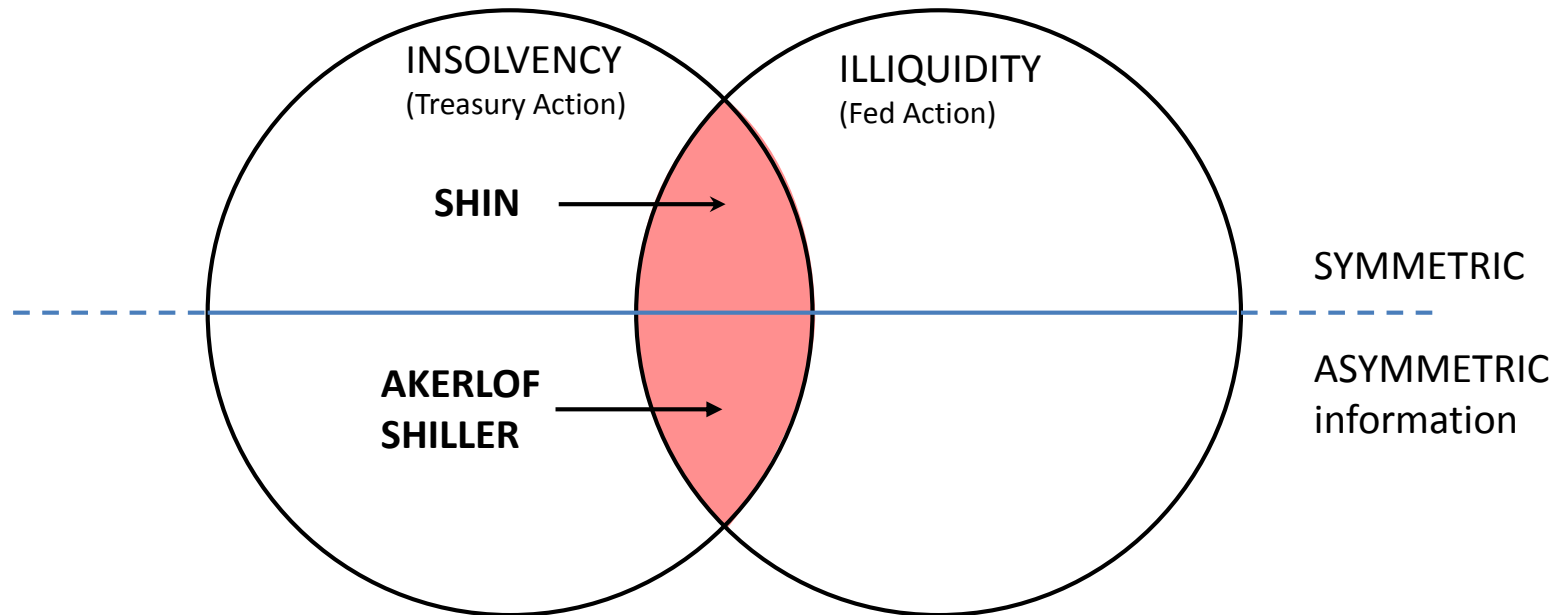 INSOLVENCY
(Treasury Action)
ILLIQUIDITY
(Fed Action)
SHIN
SYMMETRIC
ASYMMETRIC
information
AKERLOF
SHILLER